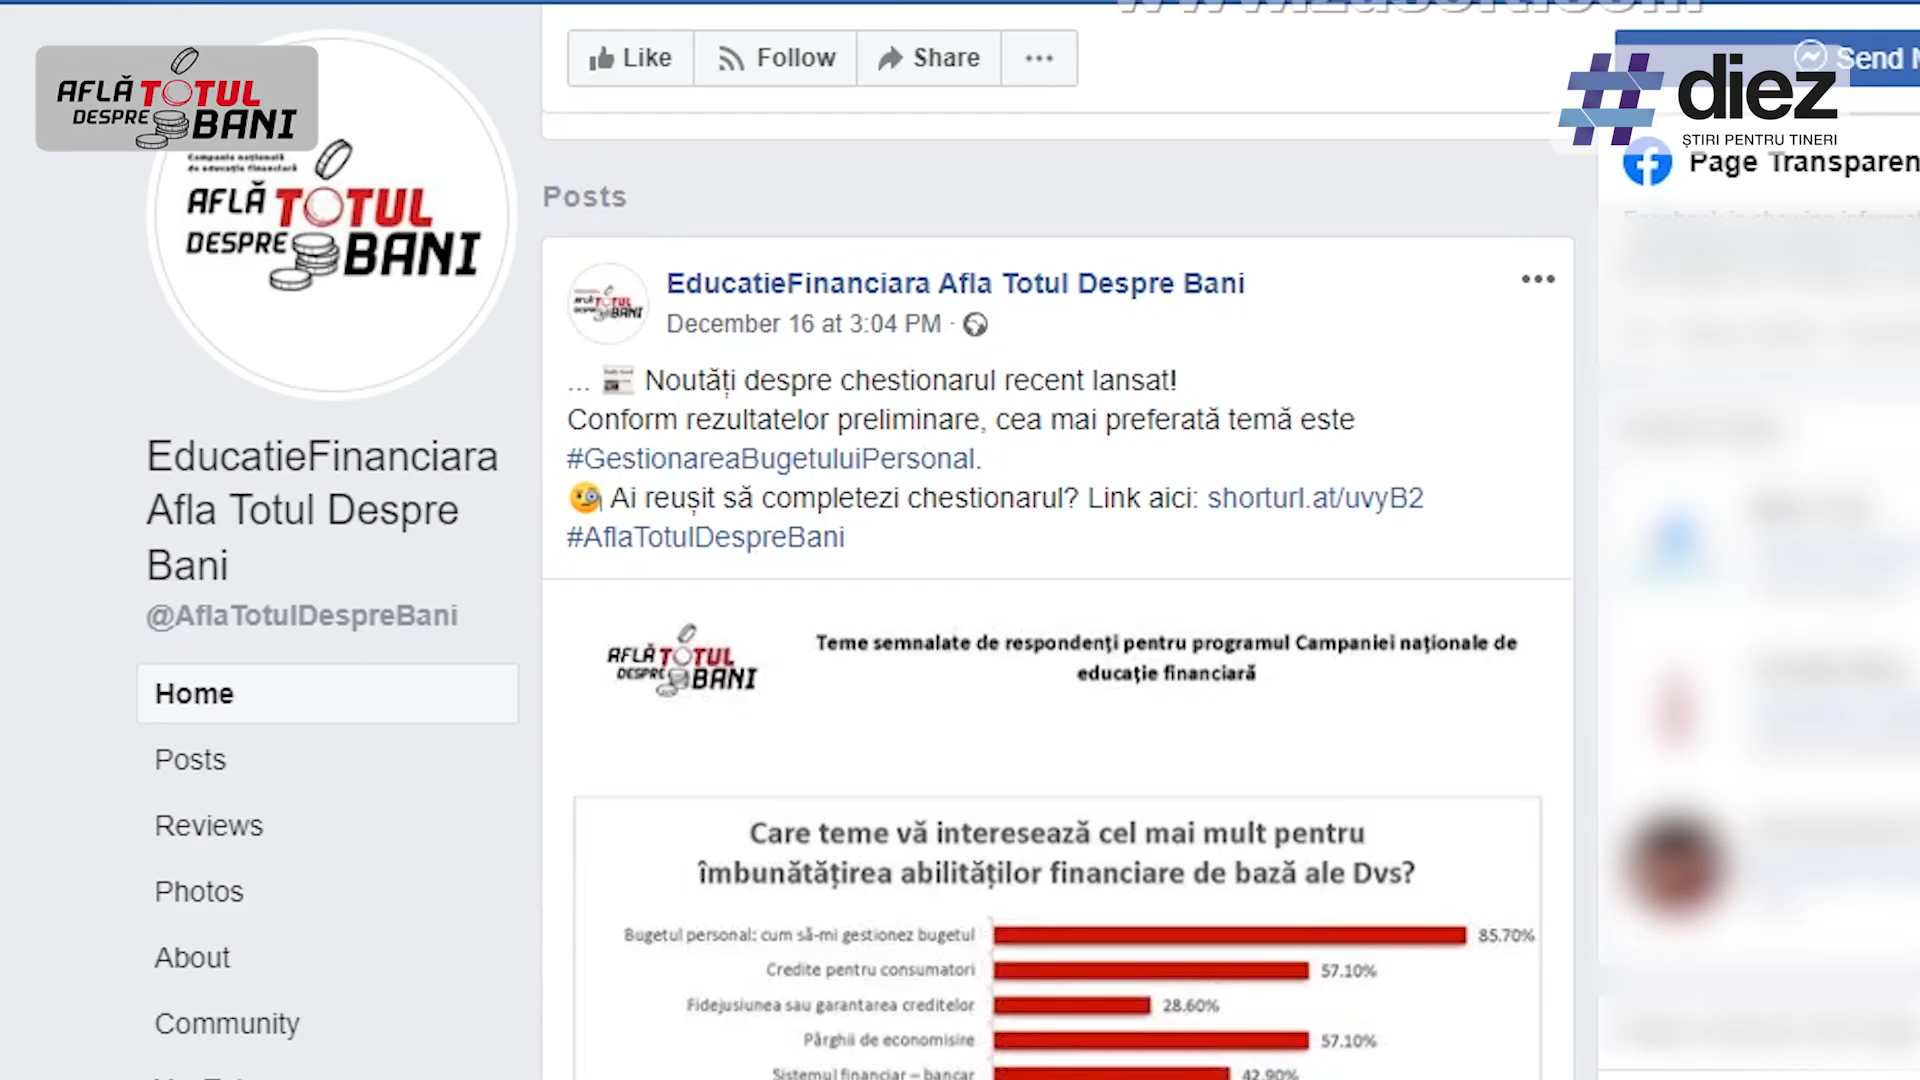 Like
Follow
Share
Send
AFLĂ TOTUL
DESPRE BANI
#diez
ȘTIRI PENTRU TINERI
Page Transparen
Campania națională
de educație financiară
AFLĂ TOTUL
DESPRE BANI
Posts
EducatieFinanciara Afla Totul Despre Bani
December 16 at 3:04 PM ·
... Noutăți despre chestionarul recent lansat!
Conform rezultatelor preliminare, cea mai preferată temă este
#GestionareaBugetuluiPersonal.
Ai reușit să completezi chestionarul? Link aici: shorturl.at/uvyB2
#AflaTotulDespreBani
EducatieFinanciara
Afla Totul Despre
Bani
@AflaTotulDespreBani
Home
Posts
Reviews
Photos
About
Community
AFLĂ TOTUL
DESPRE BANI
Teme semnalate de respondenți pentru programul Campaniei naționale de
educație financiară
Care teme vă interesează cel mai mult pentru
îmbunătățirea abilităților financiare de bază ale Dvs?
Bugetul personal: cum să-mi gestionez bugetul 85.70%
Credite pentru consumatori 57.10%
Fidejusiunea sau garantarea creditelor 28.60%
Pârghii de economisire 57.10%
Sistemul financiar – bancar 42.90%